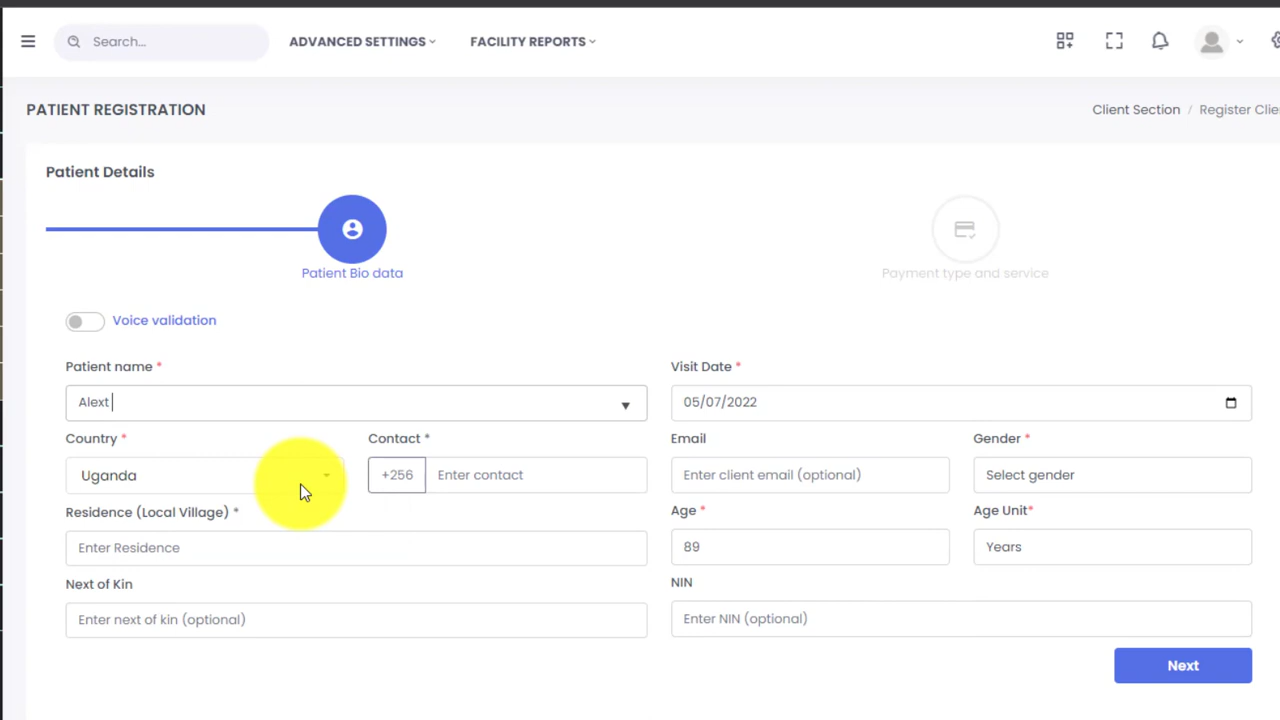 Search...
ADVANCED SETTINGS
FACILITY REPORTS
PATIENT REGISTRATION
Client Section / Register Clie
Patient Details
Patient Bio data
Payment type and service
Voice validation
Patient name *
Visit Date *
Alext
05/07/2022
Country *
Contact *
Email
Gender *
Uganda
+256
Enter contact
Enter client email (optional)
Select gender
Residence (Local Village) *
Age *
Age Unit*
Enter Residence
89
Years
Next of Kin
NIN
Enter next of kin (optional)
Enter NIN (optional)
Next